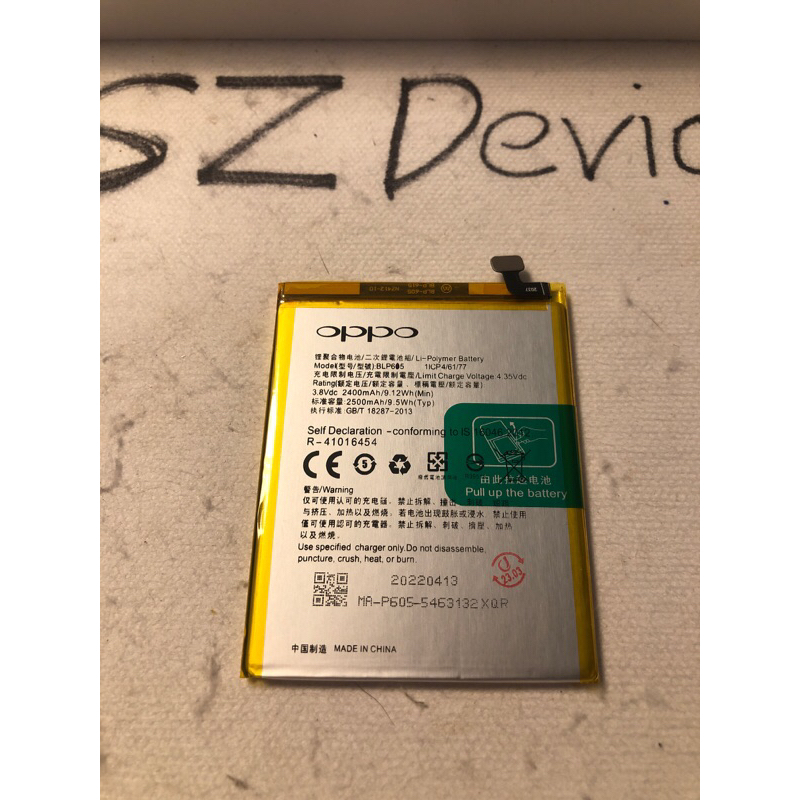 SZ Devic
oppo
锂聚合物电池/二次鋰電池組/Li-Polymer Battery
Model(型号/型號):BLP605 1ICP4/61/77
充电限制电压/充電限制電壓/Limit Charge Voltage 4.35Vdc
Rating(额定电压/额定容量、標稱電壓/額定容量)
3.8Vdc 2400mAh/9.12Wh(Min)
标准容量:2500mAh/9.5Wh(Typ)
执行标准:GB/T 18287-2013
Self Declaration -conforming to IS
R-41016454
CE 5
由此拉起电池
Pull up the battery
警告/Warning
仅可使用认可的充电器,禁止拆解、撞击
与挤压、加热以及燃烧。若电池出现鼓胀或浸水,禁止使用。
僅可使用認可的充電器,禁止拆解、刺破、擠壓、加熱
以及燃燒。
Use specified charger only.Do not disassemble,
puncture, crush, heat, or burn.
20220413
23.03
MA-P605-5463132XQR
中国制造 MADE IN CHINA